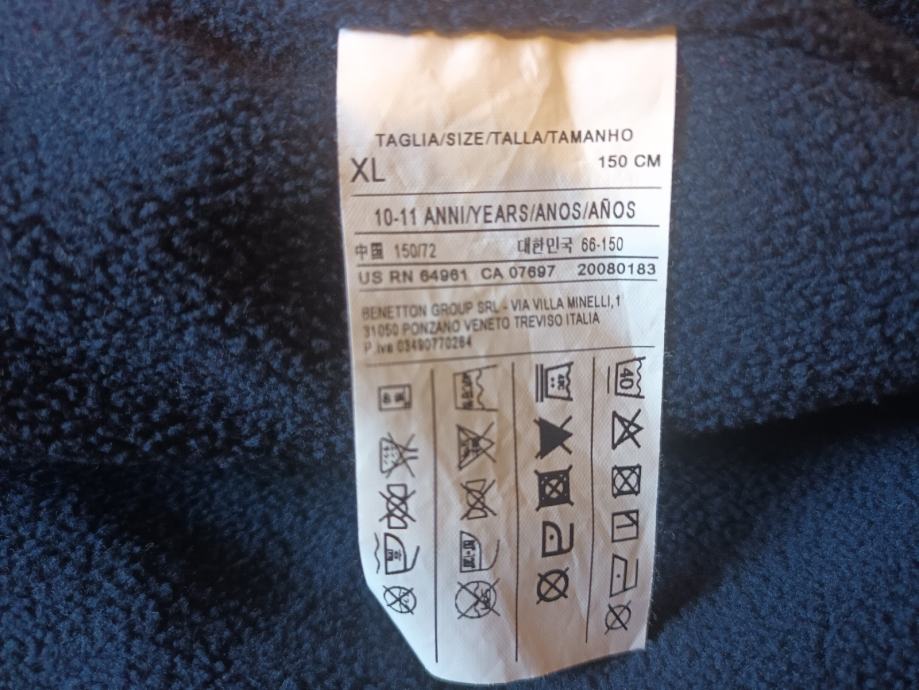 TAGLIA/SIZE/TALLA/TAMANHO
XL 150 CM
10-11 ANNI/YEARS/ANOS/AÑOS
中国 150/72 대한민국 66-150
US RN 64961 CA 07697 20080183
BENETTON GROUP SRL - VIA VILLA MINELLI,1
31050 PONZANO VENETO TREVISO ITALIA
P.Iva 03490770264
40